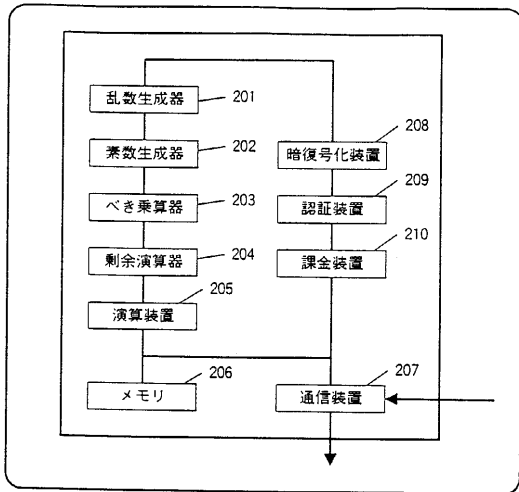 乱数生成器
201
素数生成器
202
べき乗算器
203
剰余演算器
204
演算装置
205
メモリ
206
暗復号化装置
208
認証装置
209
課金装置
210
通信装置
207